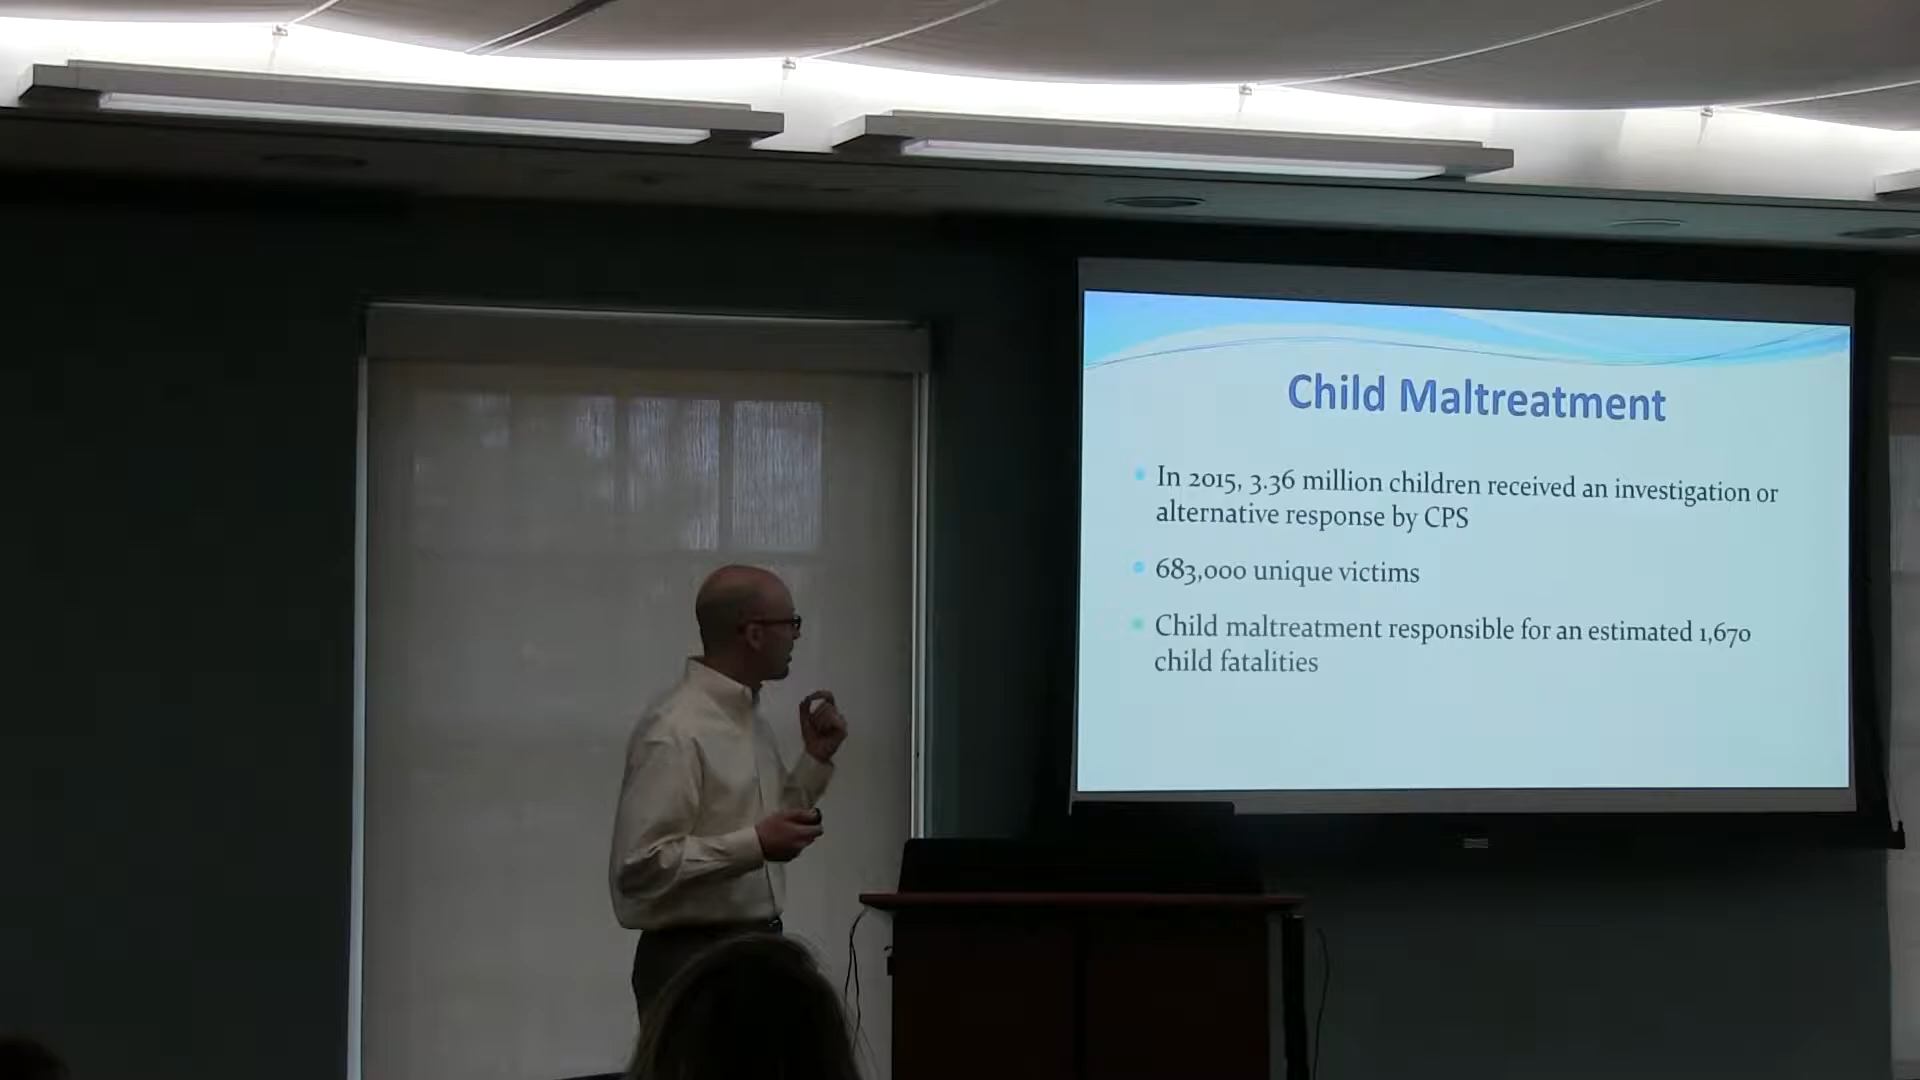 Child Maltreatment
In 2015, 3.36 million children received an investigation or
alternative response by CPS
683,000 unique victims
Child maltreatment responsible for an estimated 1,670
child fatalities